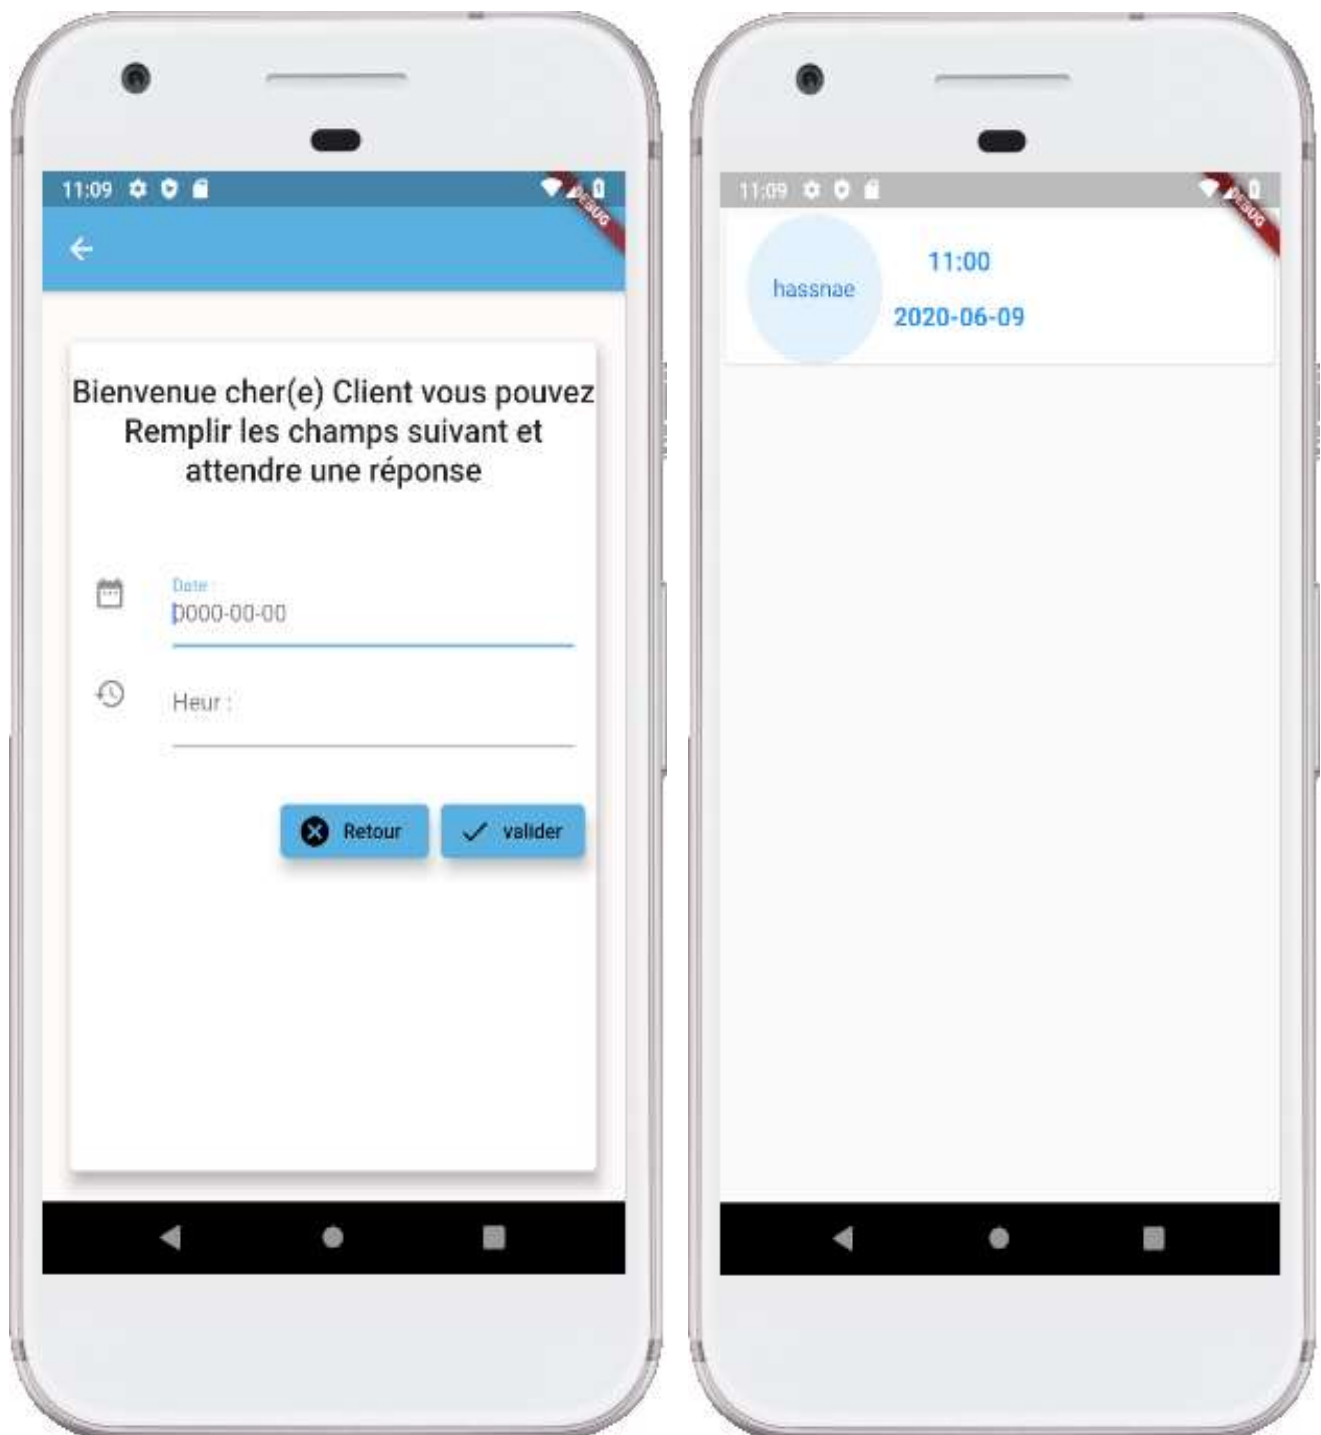 11:09
DEBUG
Bienvenue cher(e) Client vous pouvez
Remplir les champs suivant et
attendre une réponse
Date :
0000-00-00
Heur :
Retour
valider
11:09
DEBUG
hassnae
11:00
2020-06-09